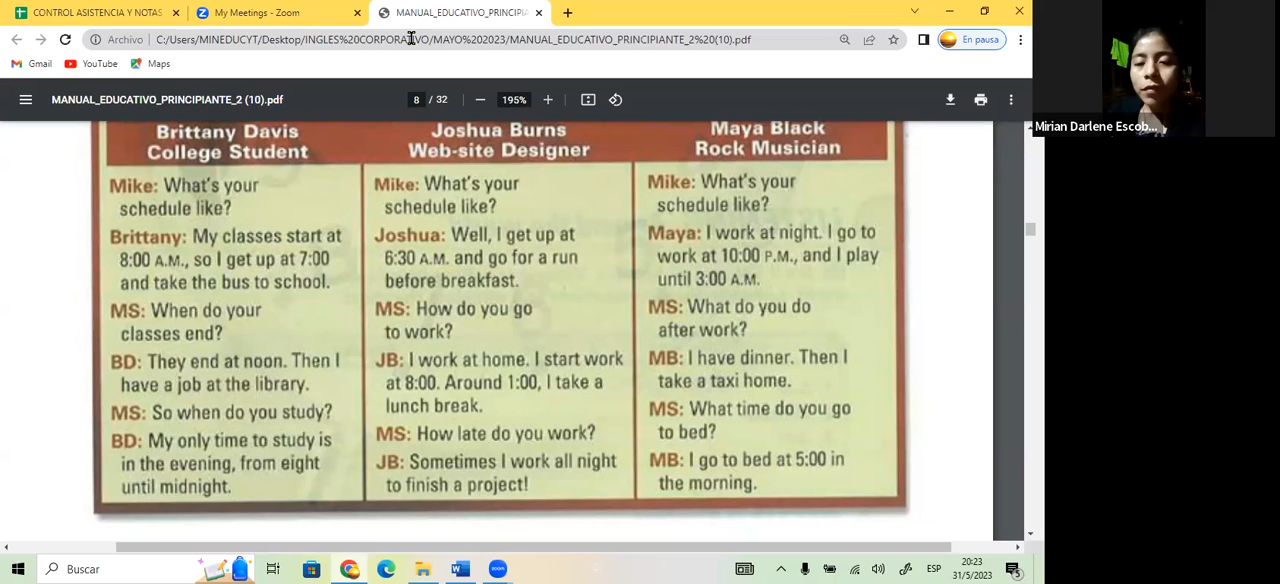 CONTROL ASISTENCIA Y NOTAS
My Meetings - Zoom
MANUAL_EDUCATIVO_PRINCIPIA
Archivo
C:/Users/MINEDUCYT/Desktop/INGLES%20CORPORATIVO/MAYO%202023/MANUAL_EDUCATIVO_PRINCIPIANTE_2%20(10).pdf
En pausa
Gmail
YouTube
Maps
MANUAL_EDUCATIVO_PRINCIPIANTE_2 (10).pdf
8 / 32
195%
Mirian Darlene Escob...
Brittany Davis
College Student
Mike: What's your
schedule like?
Brittany: My classes start at
8:00 A.M., so I get up at 7:00
and take the bus to school.
MS: When do your
classes end?
BD: They end at noon. Then I
have a job at the library.
MS: So when do you study?
BD: My only time to study is
in the evening, from eight
until midnight.
Joshua Burns
Web-site Designer
Mike: What's your
schedule like?
Joshua: Well, I get up at
6:30 A.M. and go for a run
before breakfast.
MS: How do you go
to work?
JB: I work at home. I start work
at 8:00. Around 1:00, I take a
lunch break.
MS: How late do you work?
JB: Sometimes I work all night
to finish a project!
Maya Black
Rock Musician
Mike: What's your
schedule like?
Maya: I work at night. I go to
work at 10:00 P.M., and I play
until 3:00 A.M.
MS: What do you do
after work?
MB: I have dinner. Then I
take a taxi home.
MS: What time do you go
to bed?
MB: I go to bed at 5:00 in
the morning.
Buscar
ESP
20:23
31/5/2023